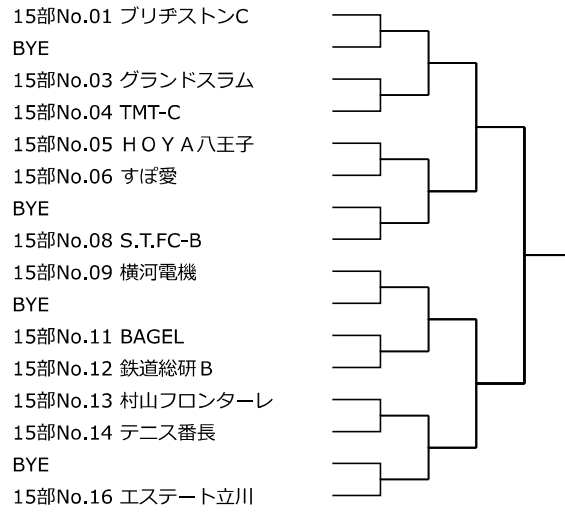 15部No.01 ブリヂストンC
BYE
15部No.03 グランドスラム
15部No.04 TMT-C
15部No.05 ＨＯＹＡ八王子
15部No.06 すぽ愛
BYE
15部No.08 S.T.FC-B
15部No.09 横河電機
BYE
15部No.11 BAGEL
15部No.12 鉄道総研Ｂ
15部No.13 村山フロンターレ
15部No.14 テニス番長
BYE
15部No.16 エステート立川